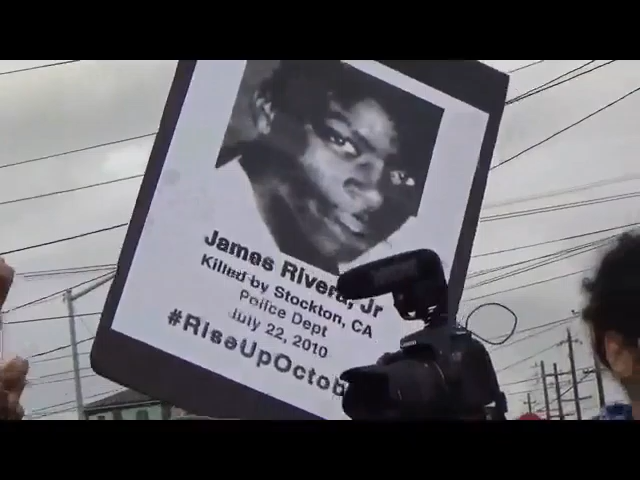 James Rivera, Jr
Killed by Stockton, CA
Police Dept
July 22, 2010
#RiseUpOctob